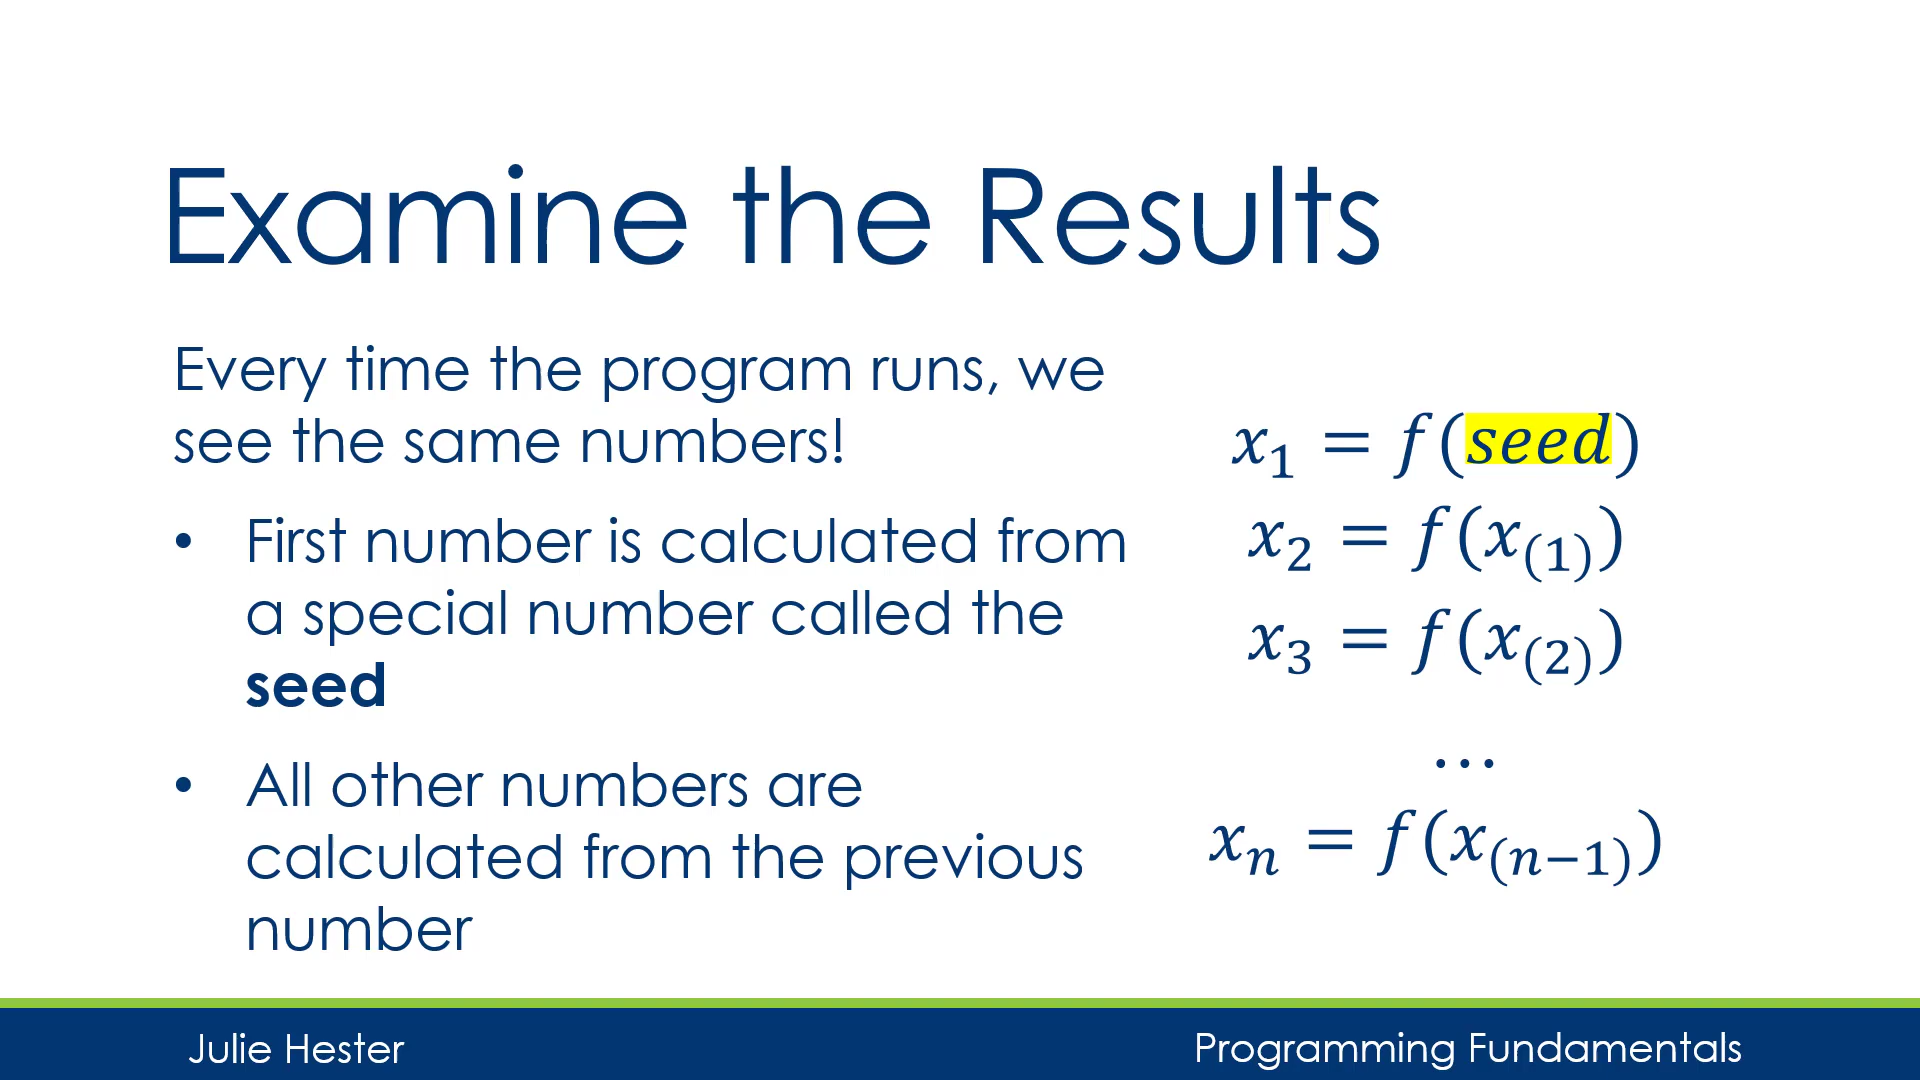 Examine the Results
Every time the program runs, we
see the same numbers!
• First number is calculated from
a special number called the
seed
• All other numbers are
calculated from the previous
number
x₁ = f(seed)
x₂ = f(x₍₁₎)
x₃ = f(x₍₂₎)
…
xₙ = f(x₍ₙ₋₁₎)
Julie Hester
Programming Fundamentals